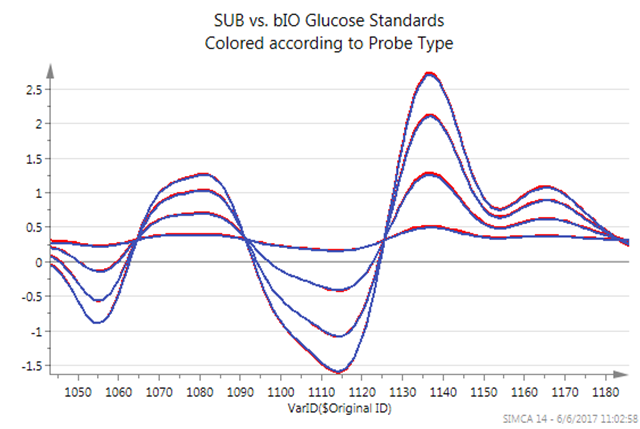 SUB vs. bIO Glucose Standards
Colored according to Probe Type
2.5
2
1.5
1
0.5
0
-0.5
-1
-1.5
1050 1060 1070 1080 1090 1100 1110 1120 1130 1140 1150 1160 1170 1180
VarID($Original ID)
SIMCA 14 - 6/6/2017 11:02:58